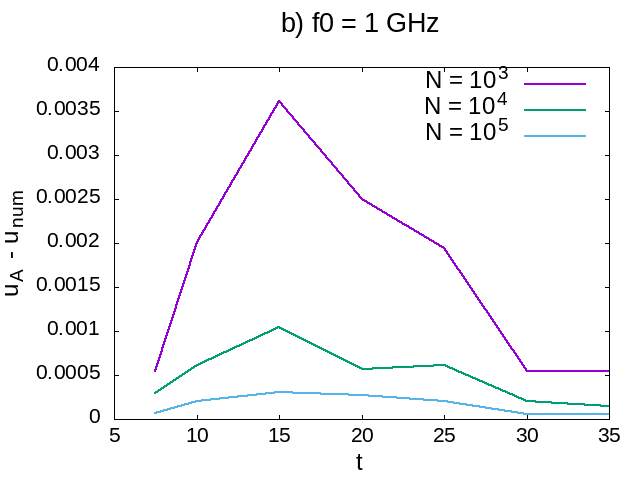 b) f0 = 1 GHz
0.004
0.0035
0.003
0.0025
0.002
0.0015
0.001
0.0005
0
u_A - u_num
N = 10^3
N = 10^4
N = 10^5
5 10 15 20 25 30 35
t